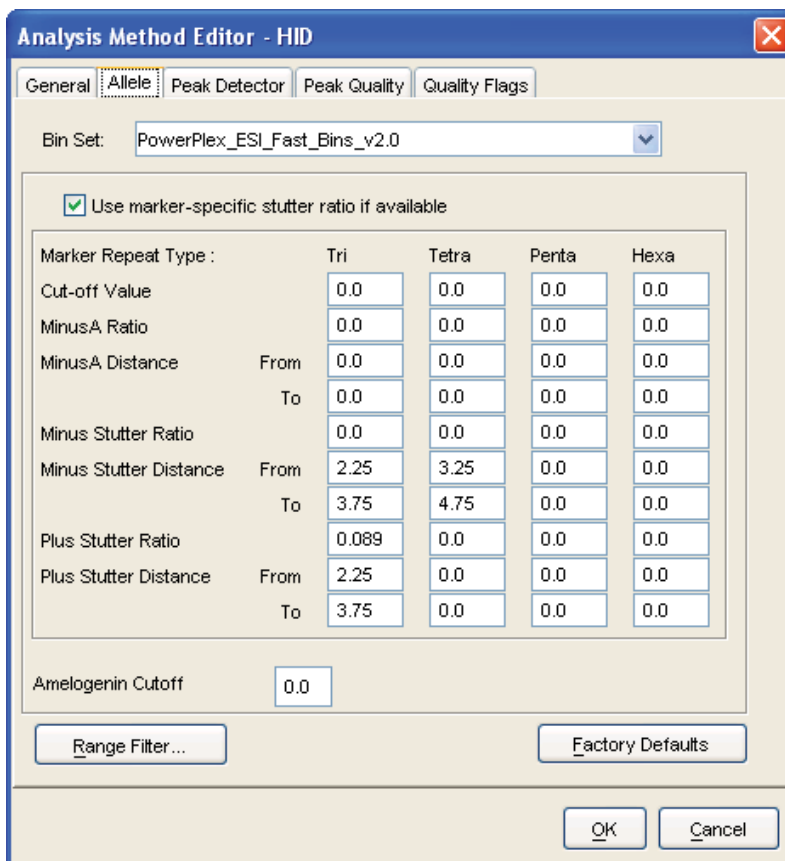 Analysis Method Editor - HID
General Allele Peak Detector Peak Quality Quality Flags
Bin Set: PowerPlex_ESI_Fast_Bins_v2.0
Use marker-specific stutter ratio if available
Marker Repeat Type : Tri Tetra Penta Hexa
Cut-off Value 0.0 0.0 0.0 0.0
MinusA Ratio 0.0 0.0 0.0 0.0
MinusA Distance From 0.0 0.0 0.0 0.0
To 0.0 0.0 0.0 0.0
Minus Stutter Ratio 0.0 0.0 0.0 0.0
Minus Stutter Distance From 2.25 3.25 0.0 0.0
To 3.75 4.75 0.0 0.0
Plus Stutter Ratio 0.089 0.0 0.0 0.0
Plus Stutter Distance From 2.25 0.0 0.0 0.0
To 3.75 0.0 0.0 0.0
Amelogenin Cutoff 0.0
Range Filter... Factory Defaults
OK Cancel